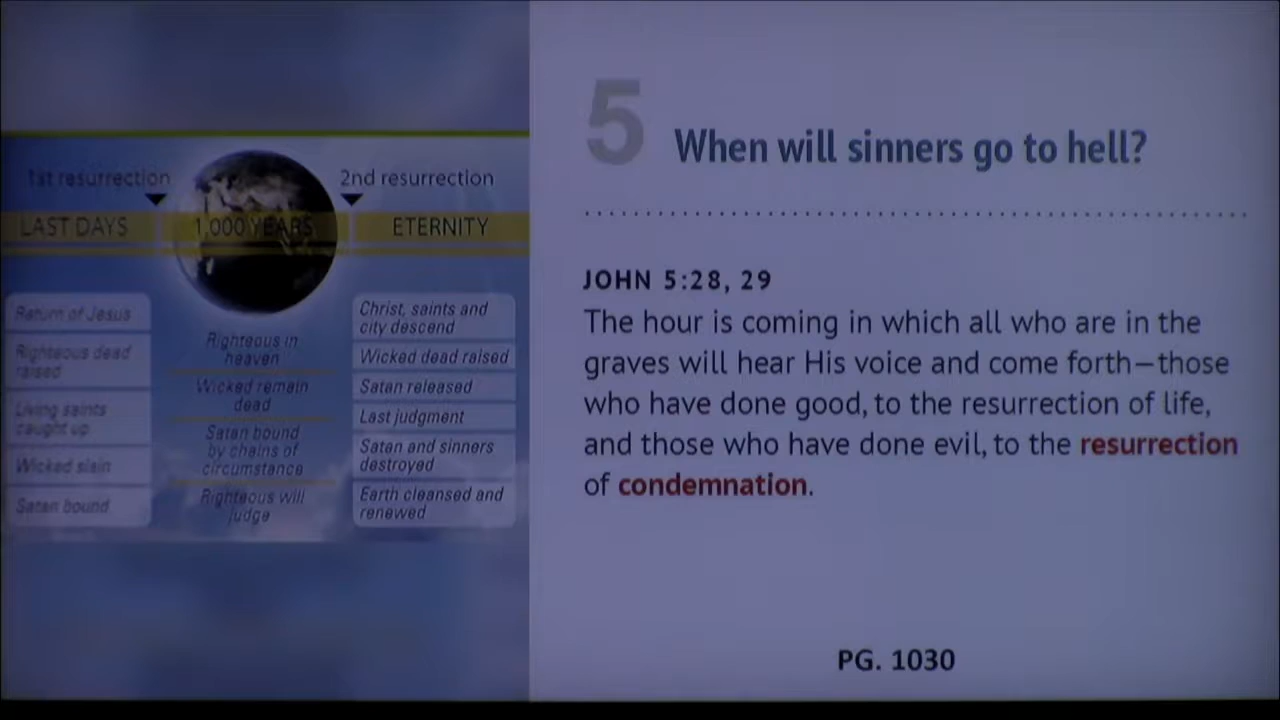 1st resurrection
2nd resurrection
LAST DAYS
1,000 YEARS
ETERNITY
Return of Jesus
Righteous dead
raised
Living saints
caught up
Wicked slain
Satan bound
Righteous in
heaven
Wicked remain
dead
Satan bound
by chains of
circumstance
Righteous will
judge
Christ, saints and
city descend
Wicked dead raised
Satan released
Last judgment
Satan and sinners
destroyed
Earth cleansed and
renewed
5
When will sinners go to hell?
JOHN 5:28, 29
The hour is coming in which all who are in the
graves will hear His voice and come forth—those
who have done good, to the resurrection of life,
and those who have done evil, to the resurrection
of condemnation.
PG. 1030